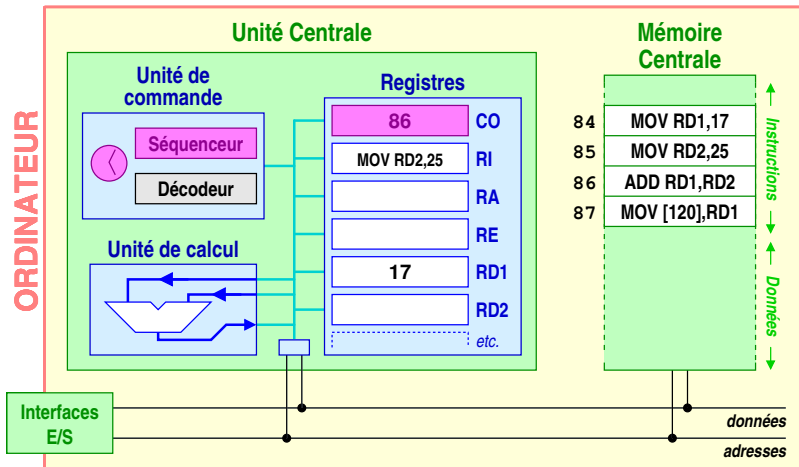 ORDINATEUR
Unité Centrale
Unité de
commande
Séquenceur
Décodeur
Unité de calcul
Registres
86 CO
MOV RD2,25 RI
RA
RE
17 RD1
RD2
etc.
Mémoire
Centrale
84 MOV RD1,17
85 MOV RD2,25
86 ADD RD1,RD2
87 MOV [120],RD1
Instructions
Données
Interfaces
E/S
données
adresses